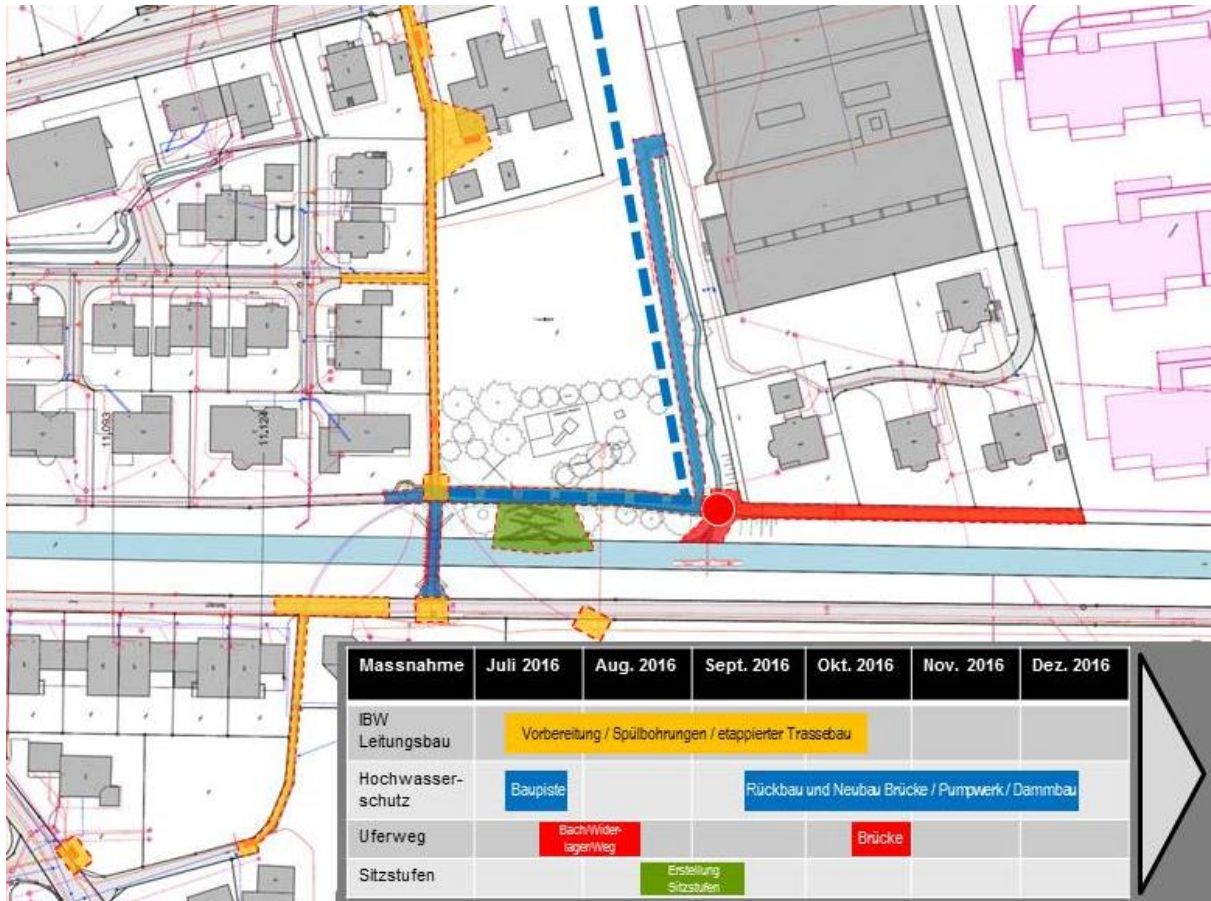 11.093
11.124
Massnahme Juli 2016 Aug. 2016 Sept. 2016 Okt. 2016 Nov. 2016 Dez. 2016
IBW
Leitungsbau
Vorbereitung / Spülbohrungen / etappierter Trassebau
Hochwasser-
schutz
Baupiste
Rückbau und Neubau Brücke / Pumpwerk / Dammbau
Uferweg
Bach/Wider-
lager/Weg
Brücke
Sitzstufen
Erstellung
Sitzstufen